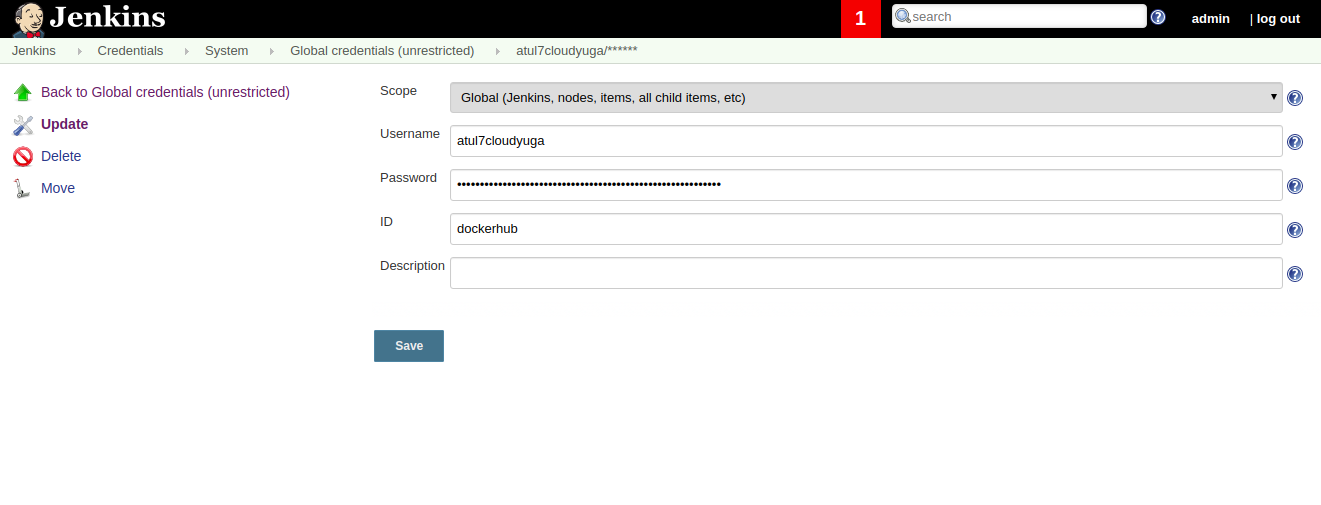 Jenkins
1
search
admin
| log out
Jenkins
Credentials
System
Global credentials (unrestricted)
atul7cloudyuga/******
Back to Global credentials (unrestricted)
Update
Delete
Move
Scope
Global (Jenkins, nodes, items, all child items, etc)
Username
atul7cloudyuga
Password
••••••••••••••••••••••••••••••••••••••••••••••••••••••••••
ID
dockerhub
Description
Save